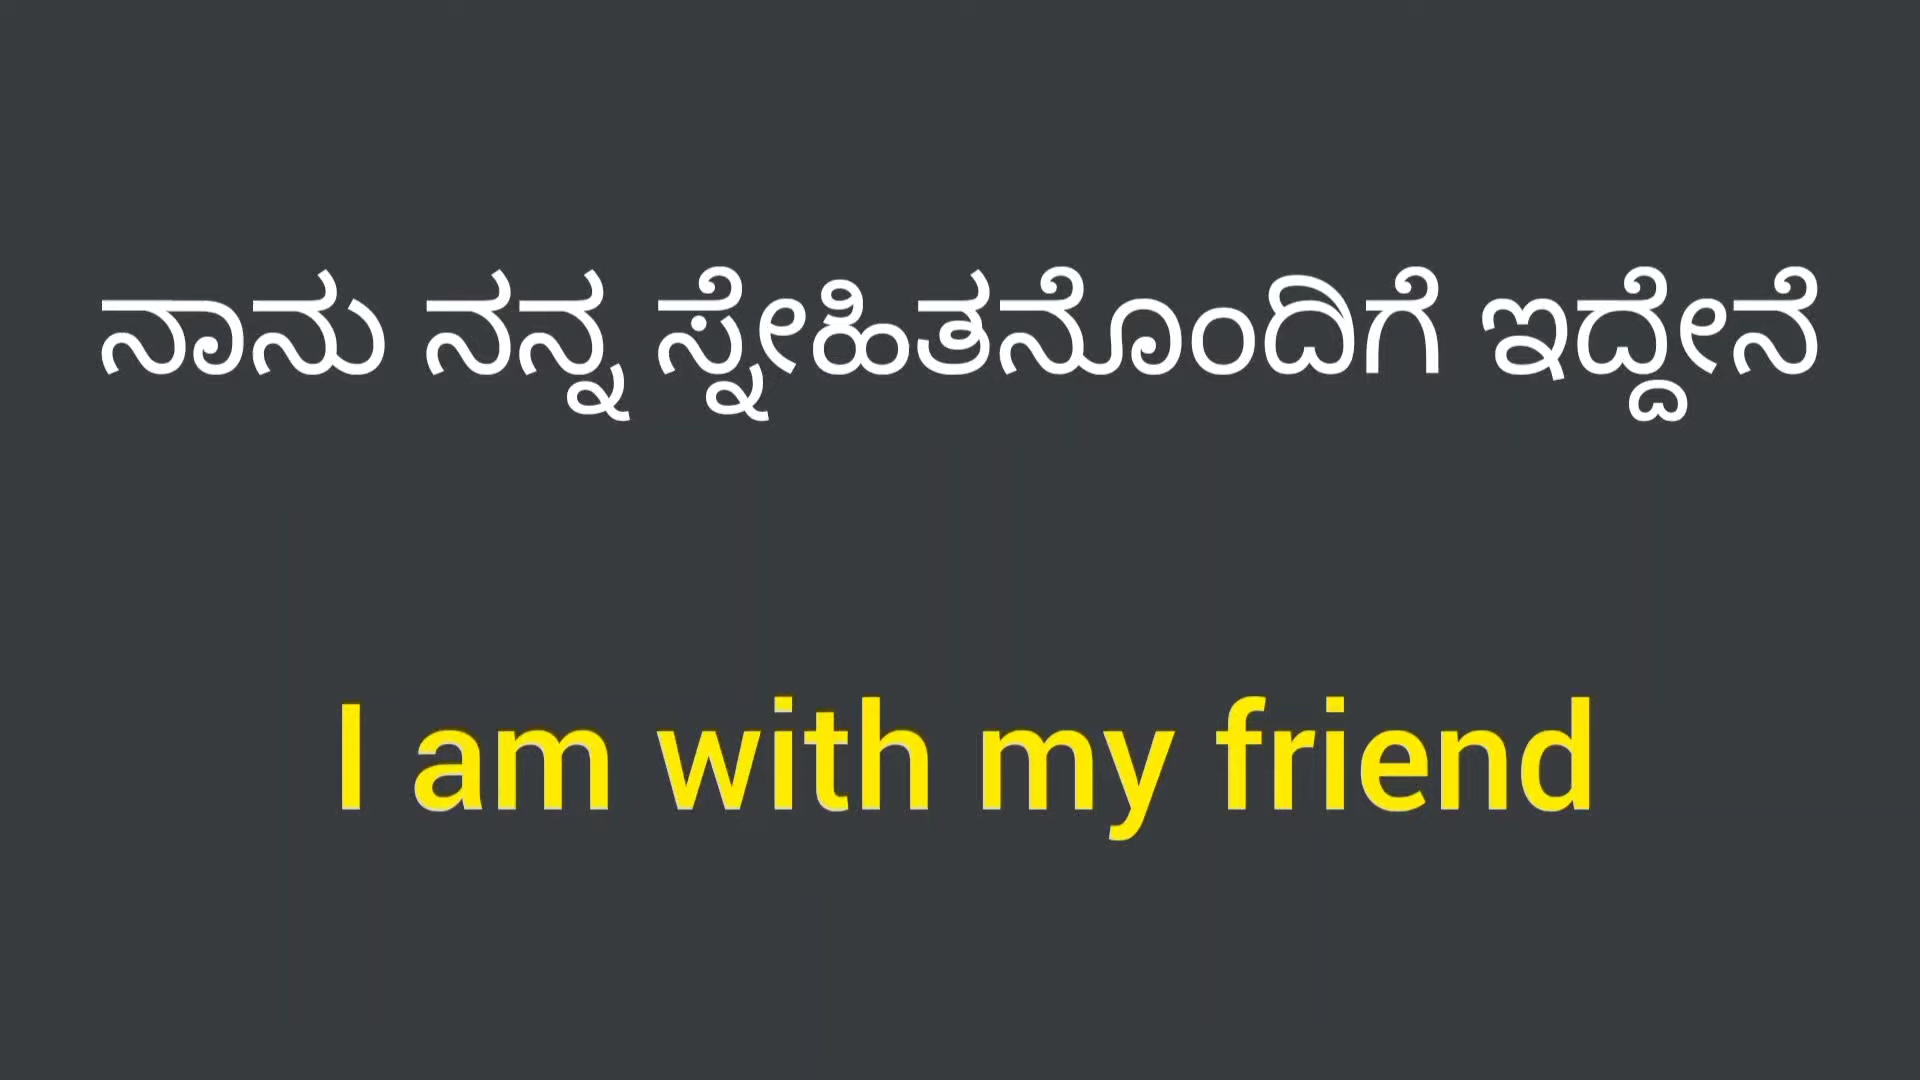 ನಾನು ನನ್ನ ಸ್ನೇಹಿತನೊಂದಿಗೆ ಇದ್ದೇನೆ
I am with my friend